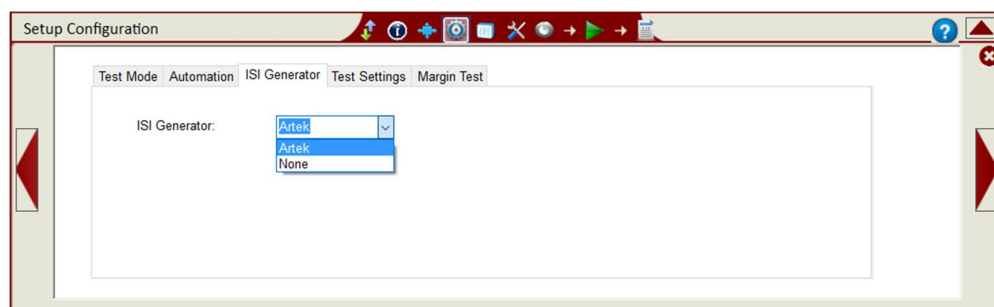 Setup Configuration
?
Test Mode Automation ISI Generator Test Settings Margin Test
ISI Generator: Artek
Artek
None